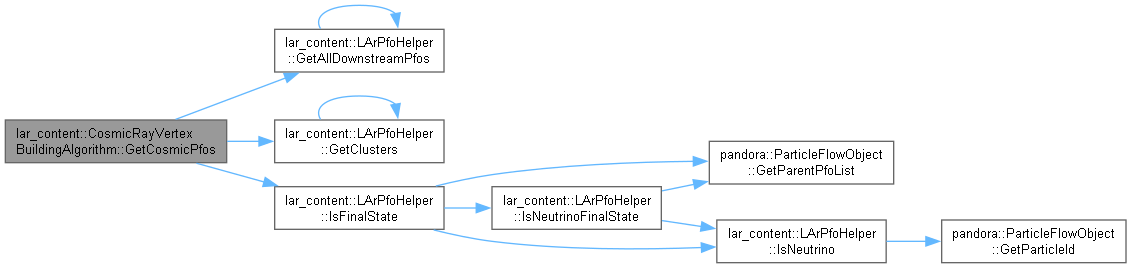 lar_content::LArPfoHelper
::GetAllDownstreamPfos
lar_content::CosmicRayVertex
BuildingAlgorithm::GetCosmicPfos
lar_content::LArPfoHelper
::GetClusters
lar_content::LArPfoHelper
::IsFinalState
lar_content::LArPfoHelper
::IsNeutrinoFinalState
pandora::ParticleFlowObject
::GetParentPfoList
lar_content::LArPfoHelper
::IsNeutrino
pandora::ParticleFlowObject
::GetParticleId